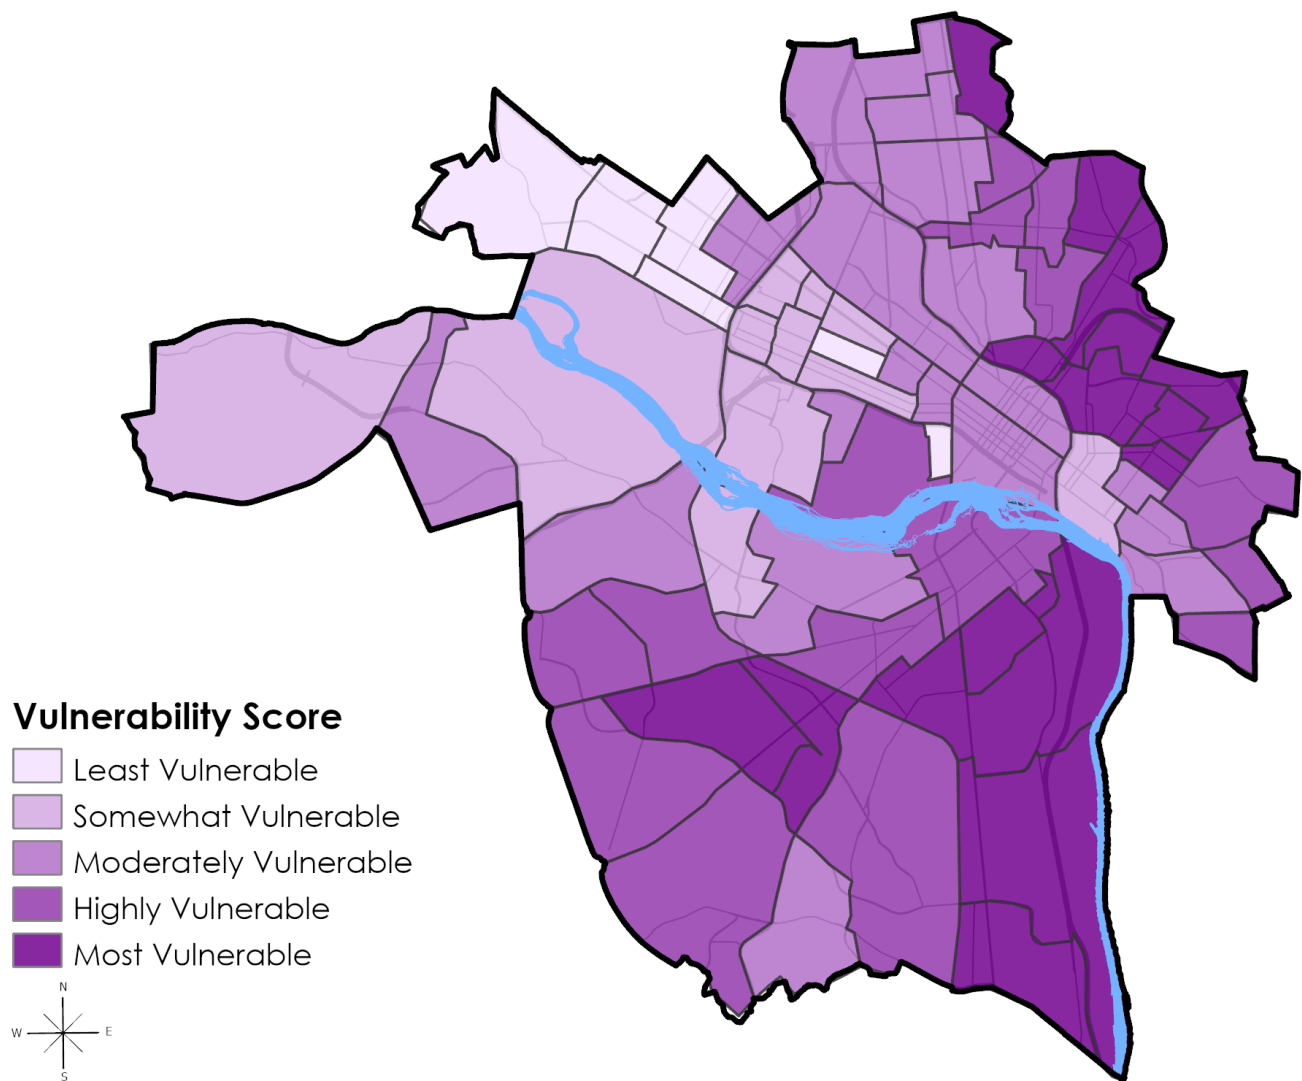 Vulnerability Score
Least Vulnerable
Somewhat Vulnerable
Moderately Vulnerable
Highly Vulnerable
Most Vulnerable
N
W E
S